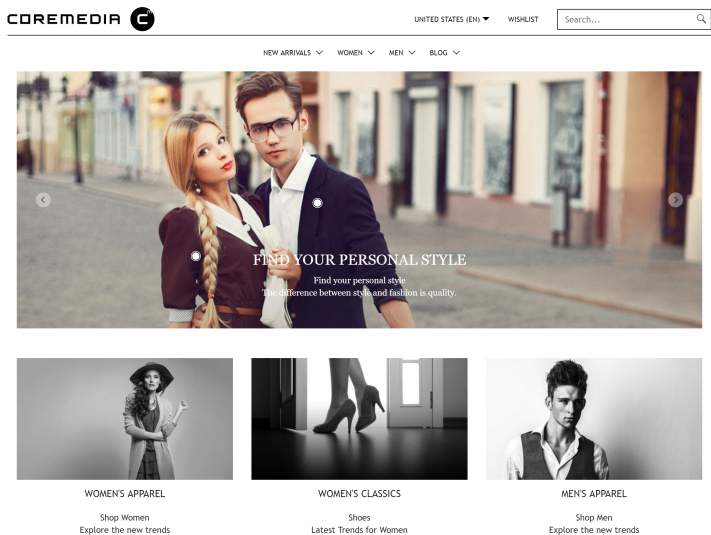 COREMEDIA
UNITED STATES (EN)
WISHLIST
Search...
NEW ARRIVALS
WOMEN
MEN
BLOG
FIND YOUR PERSONAL STYLE
Find your personal style
The difference between style and fashion is quality.
WOMEN'S APPAREL
Shop Women
Explore the new trends
WOMEN'S CLASSICS
Shoes
Latest Trends for Women
MEN'S APPAREL
Shop Men
Explore the new trends